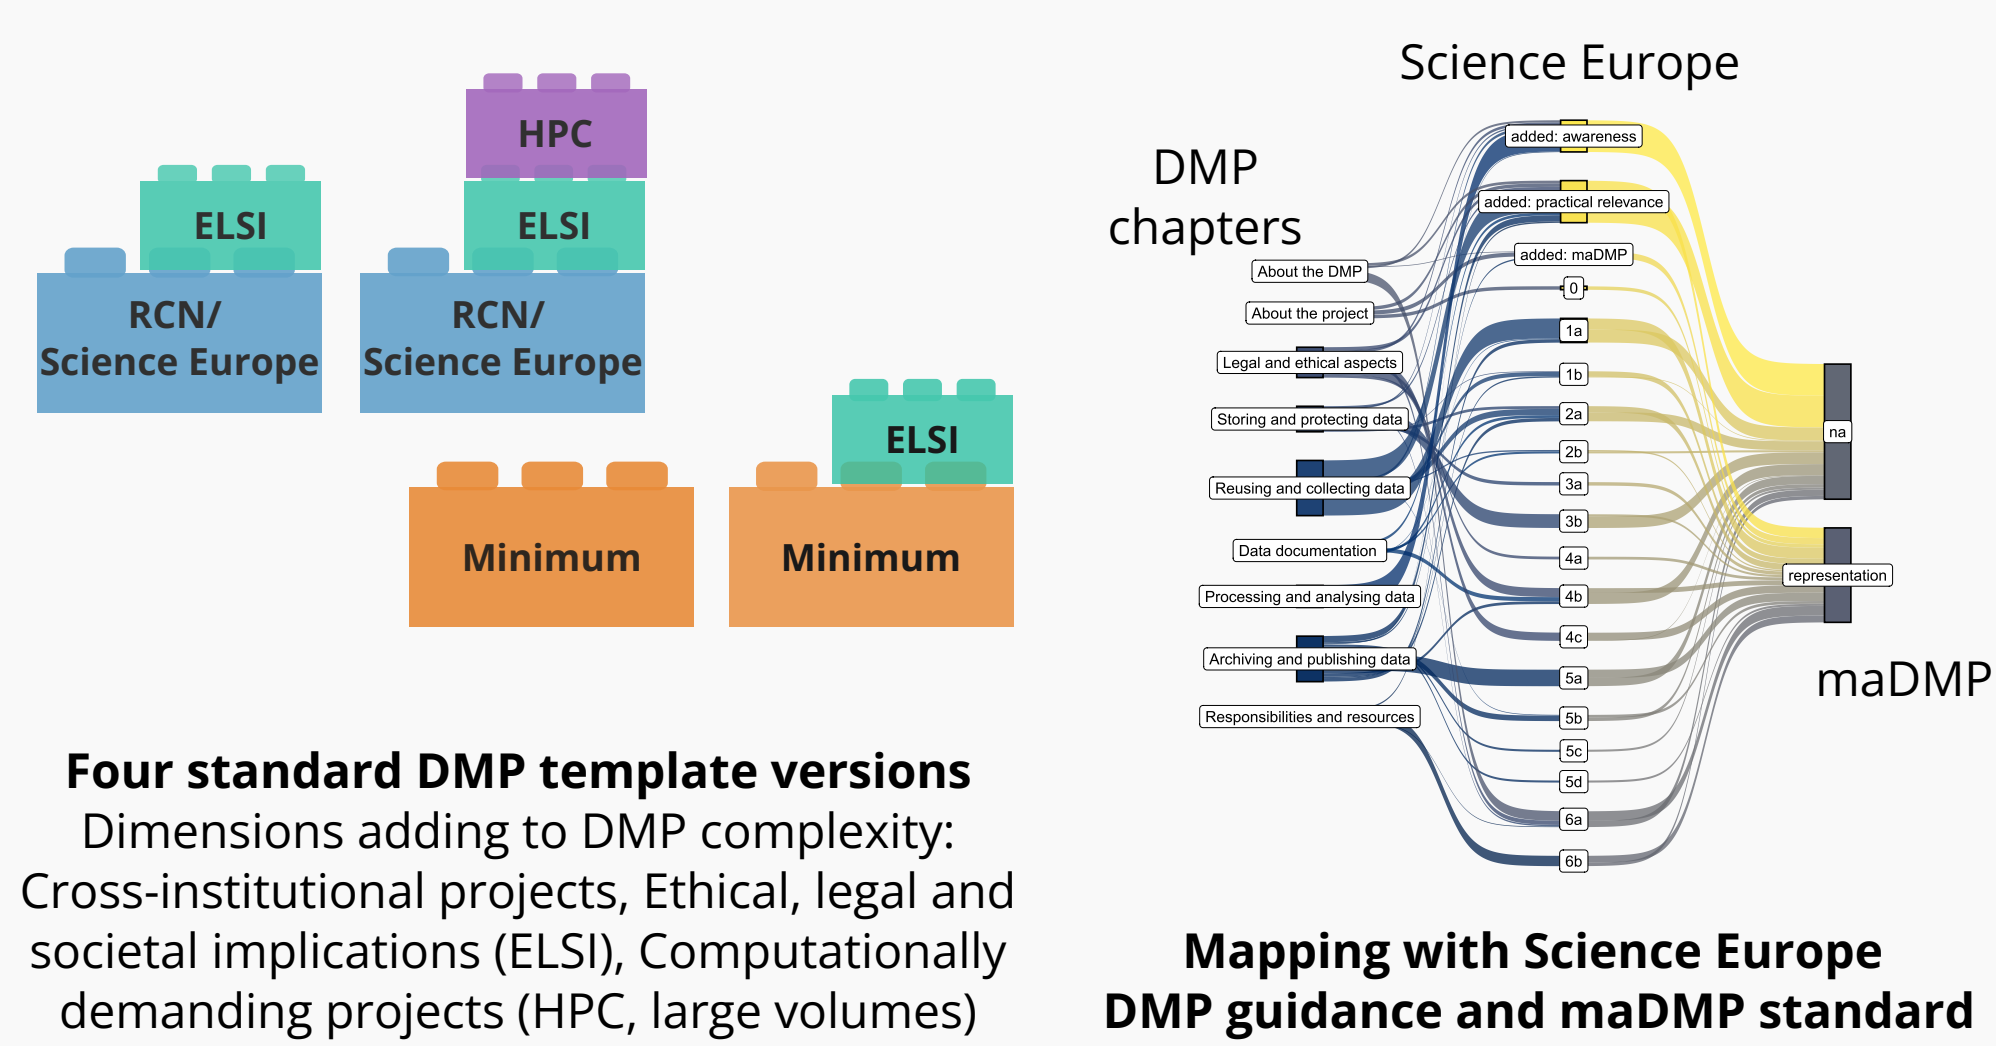 HPC
ELSI
ELSI
RCN/
Science Europe
RCN/
Science Europe
ELSI
Minimum
Minimum
Four standard DMP template versions
Dimensions adding to DMP complexity:
Cross-institutional projects, Ethical, legal and
societal implications (ELSI), Computationally
demanding projects (HPC, large volumes)
Science Europe
DMP
chapters
About the DMP
About the project
Legal and ethical aspects
Storing and protecting data
Reusing and collecting data
Data documentation
Processing and analysing data
Archiving and publishing data
Responsibilities and resources
added: awareness
added: practical relevance
added: maDMP
0
1a
1b
2a
2b
3a
3b
4a
4b
4c
5a
5b
5c
5d
6a
6b
na
representation
maDMP
Mapping with Science Europe
DMP guidance and maDMP standard